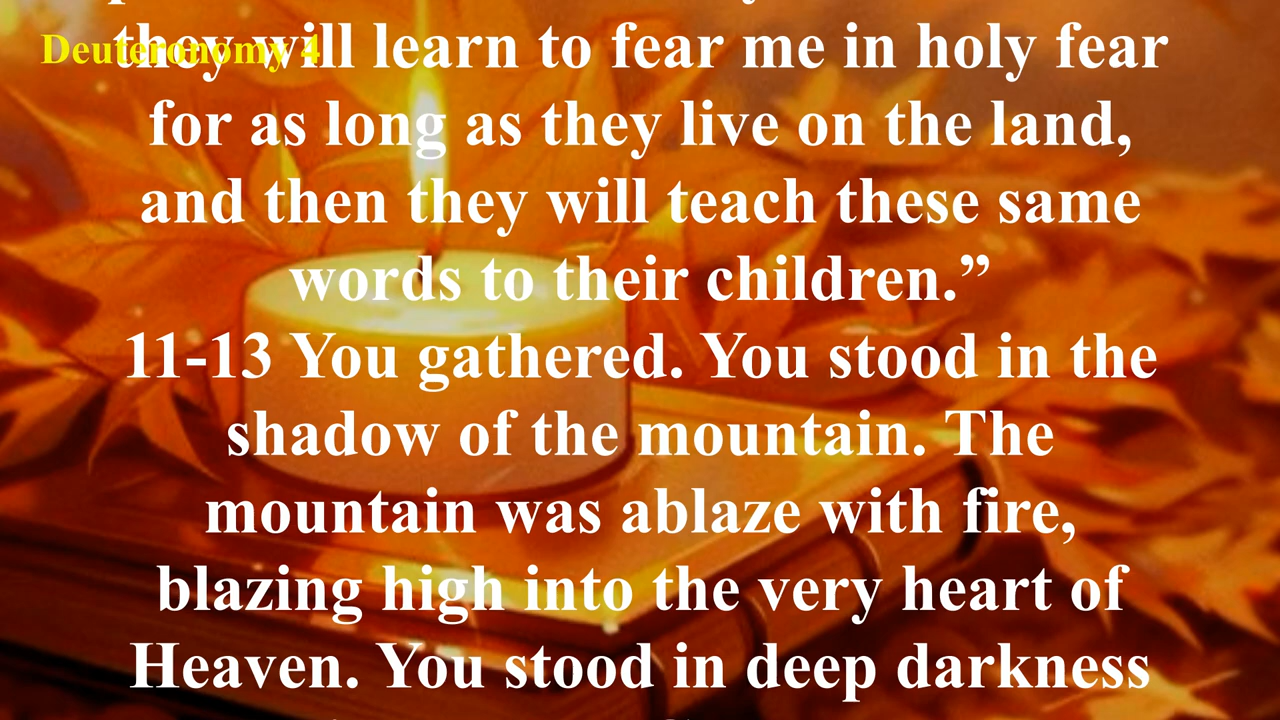 Deuteronomy 4
they will learn to fear me in holy fear
for as long as they live on the land,
and then they will teach these same
words to their children.”
11-13 You gathered. You stood in the
shadow of the mountain. The
mountain was ablaze with fire,
blazing high into the very heart of
Heaven. You stood in deep darkness